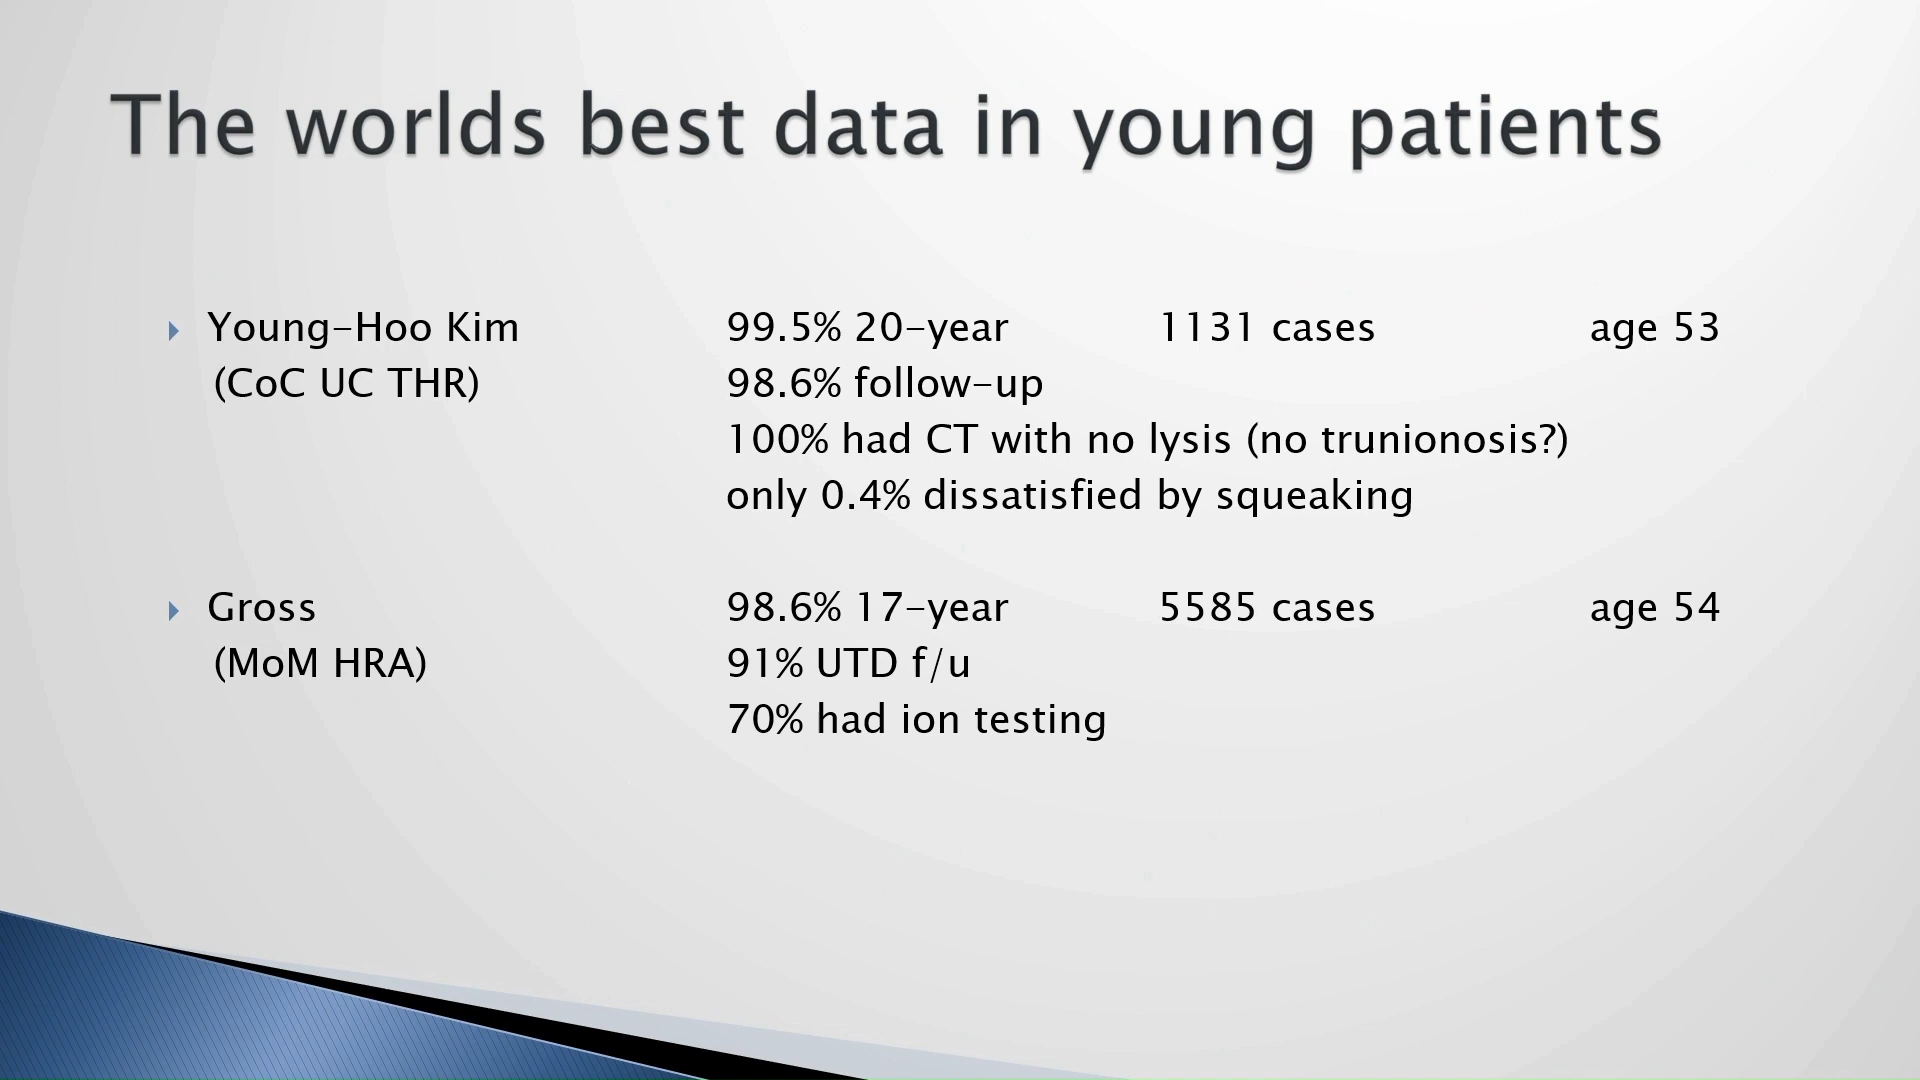 The worlds best data in young patients
Young-Hoo Kim 99.5% 20-year 1131 cases age 53
(CoC UC THR) 98.6% follow-up
100% had CT with no lysis (no trunionosis?)
only 0.4% dissatisfied by squeaking
Gross 98.6% 17-year 5585 cases age 54
(MoM HRA) 91% UTD f/u
70% had ion testing